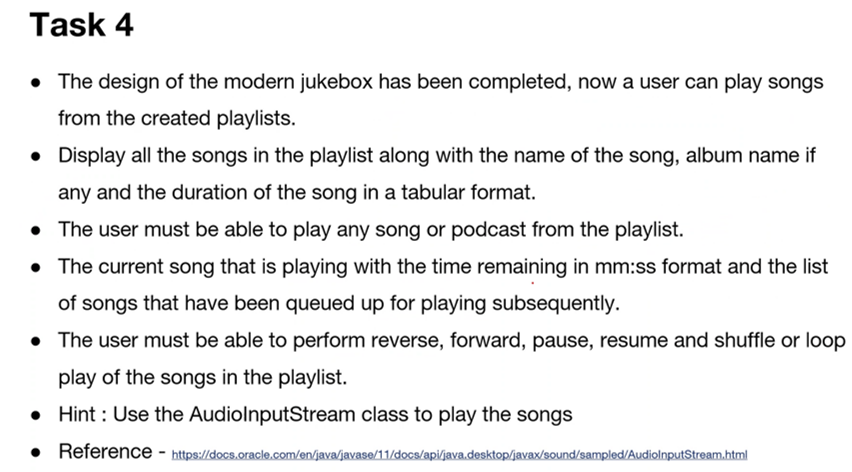 Task 4
● The design of the modern jukebox has been completed, now a user can play songs
from the created playlists.
● Display all the songs in the playlist along with the name of the song, album name if
any and the duration of the song in a tabular format.
● The user must be able to play any song or podcast from the playlist.
● The current song that is playing with the time remaining in mm:ss format and the list
of songs that have been queued up for playing subsequently.
● The user must be able to perform reverse, forward, pause, resume and shuffle or loop
play of the songs in the playlist.
● Hint : Use the AudioInputStream class to play the songs
● Reference - https://docs.oracle.com/en/java/javase/11/docs/api/java.desktop/javax/sound/sampled/AudioInputStream.html